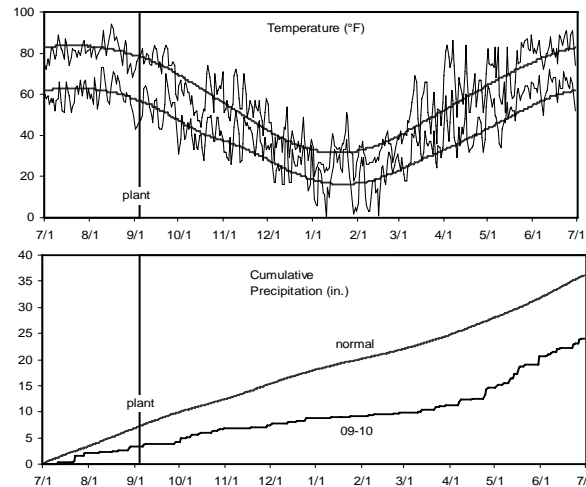 Temperature (°F)
100
80
60
40
20
0
plant
7/1 8/1 9/1 10/1 11/1 12/1 1/1 2/1 3/1 4/1 5/1 6/1 7/1
Cumulative
Precipitation (in.)
40
35
30
25
20
15
10
5
0
normal
plant
09-10
7/1 8/1 9/1 10/1 11/1 12/1 1/1 2/1 3/1 4/1 5/1 6/1 7/